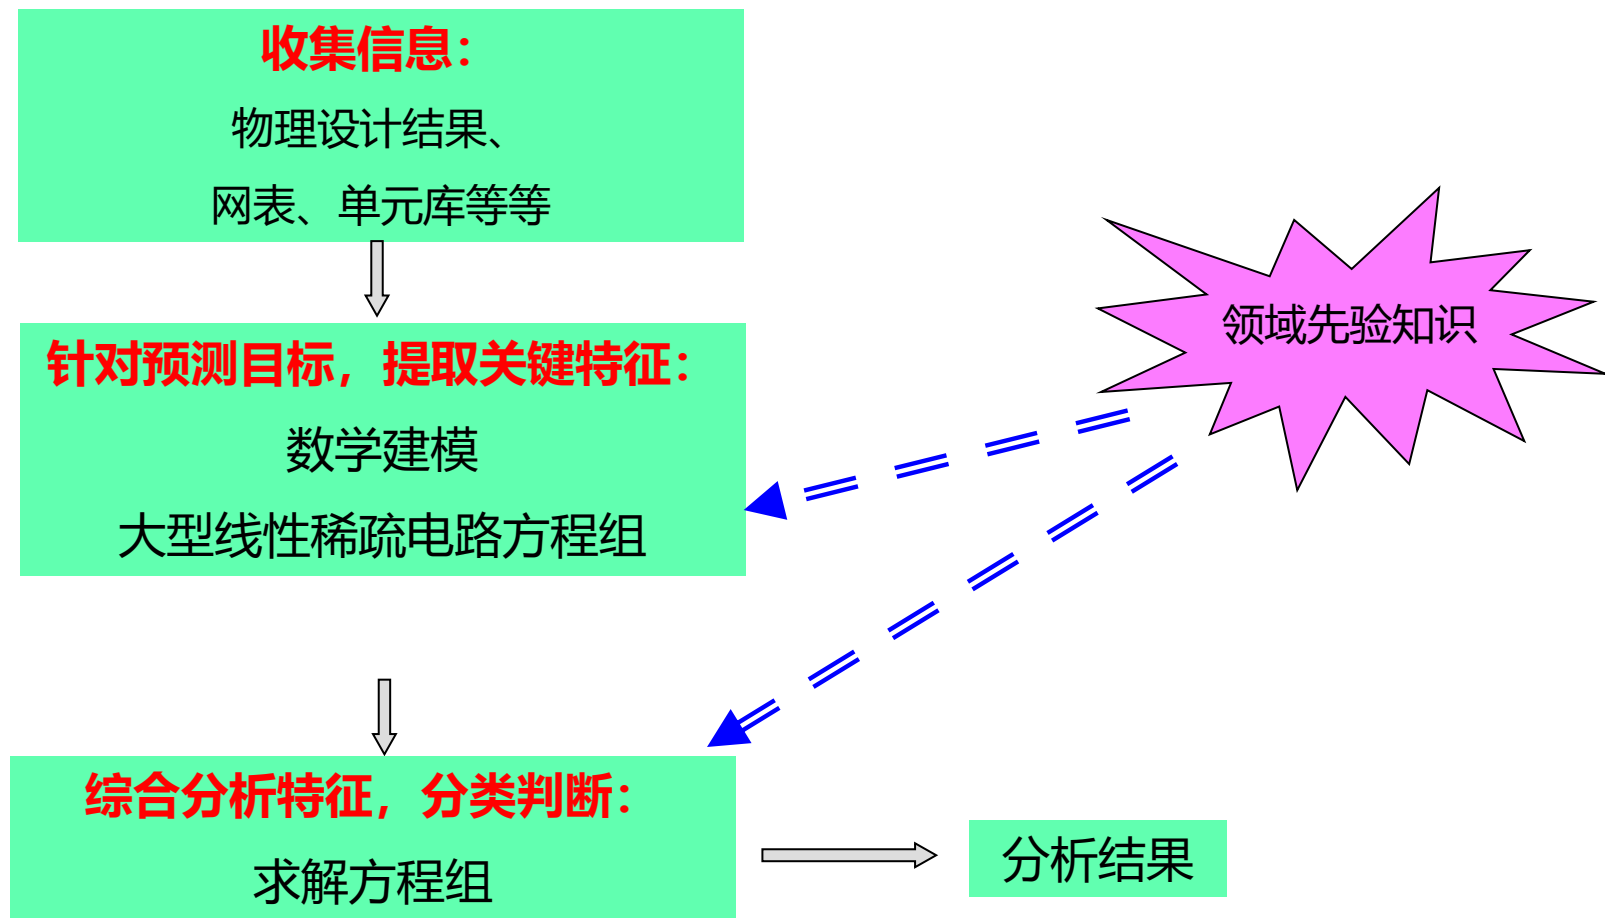 收集信息：
物理设计结果、
网表、单元库等等
针对预测目标，提取关键特征：
数学建模
大型线性稀疏电路方程组
领域先验知识
综合分析特征，分类判断：
求解方程组
分析结果